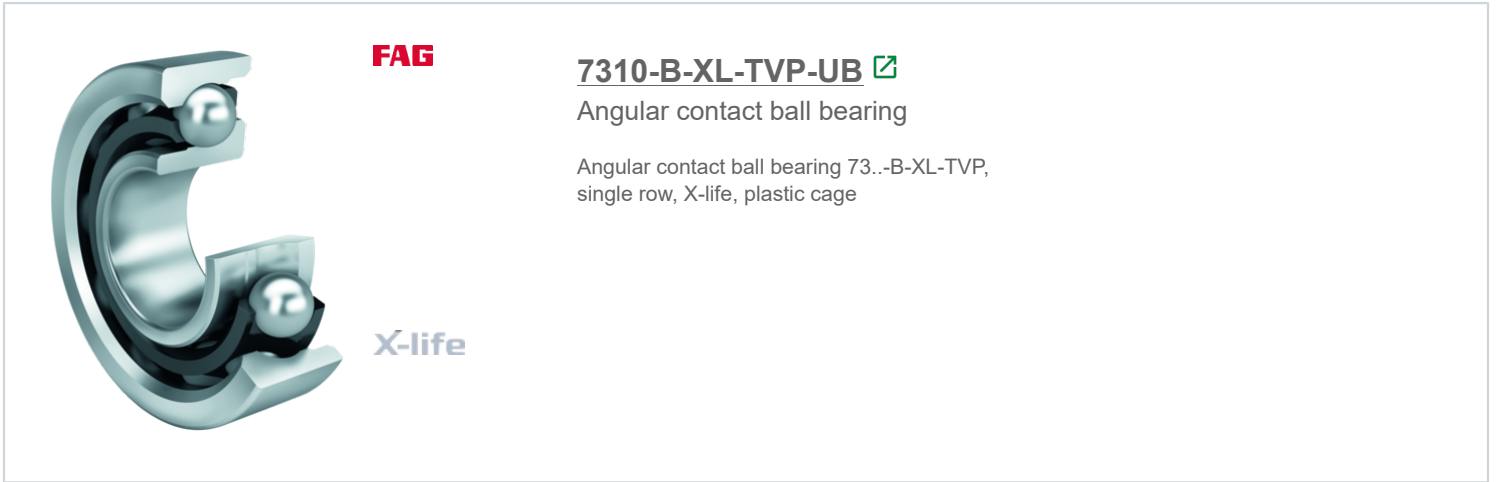 FAG
7310-B-XL-TVP-UB
Angular contact ball bearing
Angular contact ball bearing 73..-B-XL-TVP,
single row, X-life, plastic cage
X-life